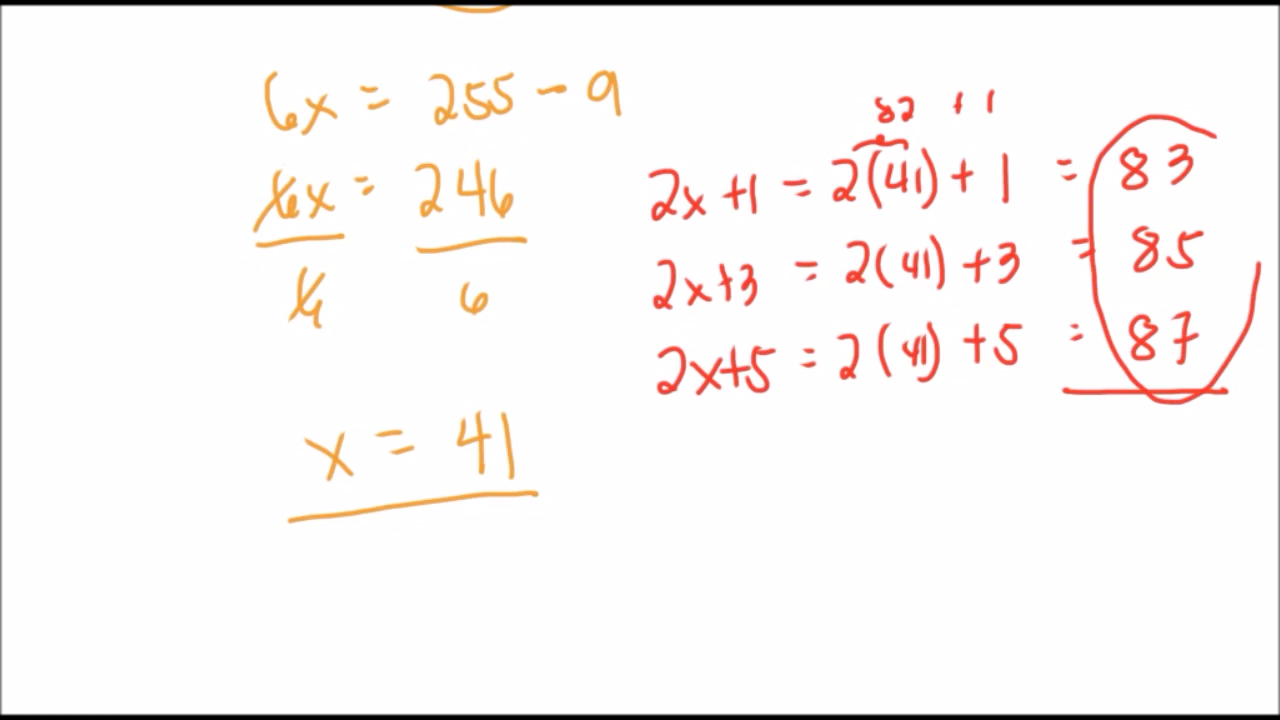 6x = 255 - 9
6x = 246
6 6
x = 41
82 + 1
2x + 1 = 2(41) + 1 = 83
2x + 3 = 2(41) + 3 = 85
2x + 5 = 2(41) + 5 = 87